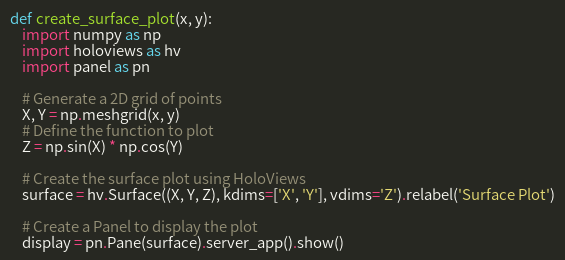 def create_surface_plot(x, y):
    import numpy as np
    import holoviews as hv
    import panel as pn

    # Generate a 2D grid of points
    X, Y = np.meshgrid(x, y)
    # Define the function to plot
    Z = np.sin(X) * np.cos(Y)

    # Create the surface plot using HoloViews
    surface = hv.Surface((X, Y, Z), kdims=['X', 'Y'], vdims='Z').relabel('Surface Plot')

    # Create a Panel to display the plot
    display = pn.Pane(surface).server_app().show()